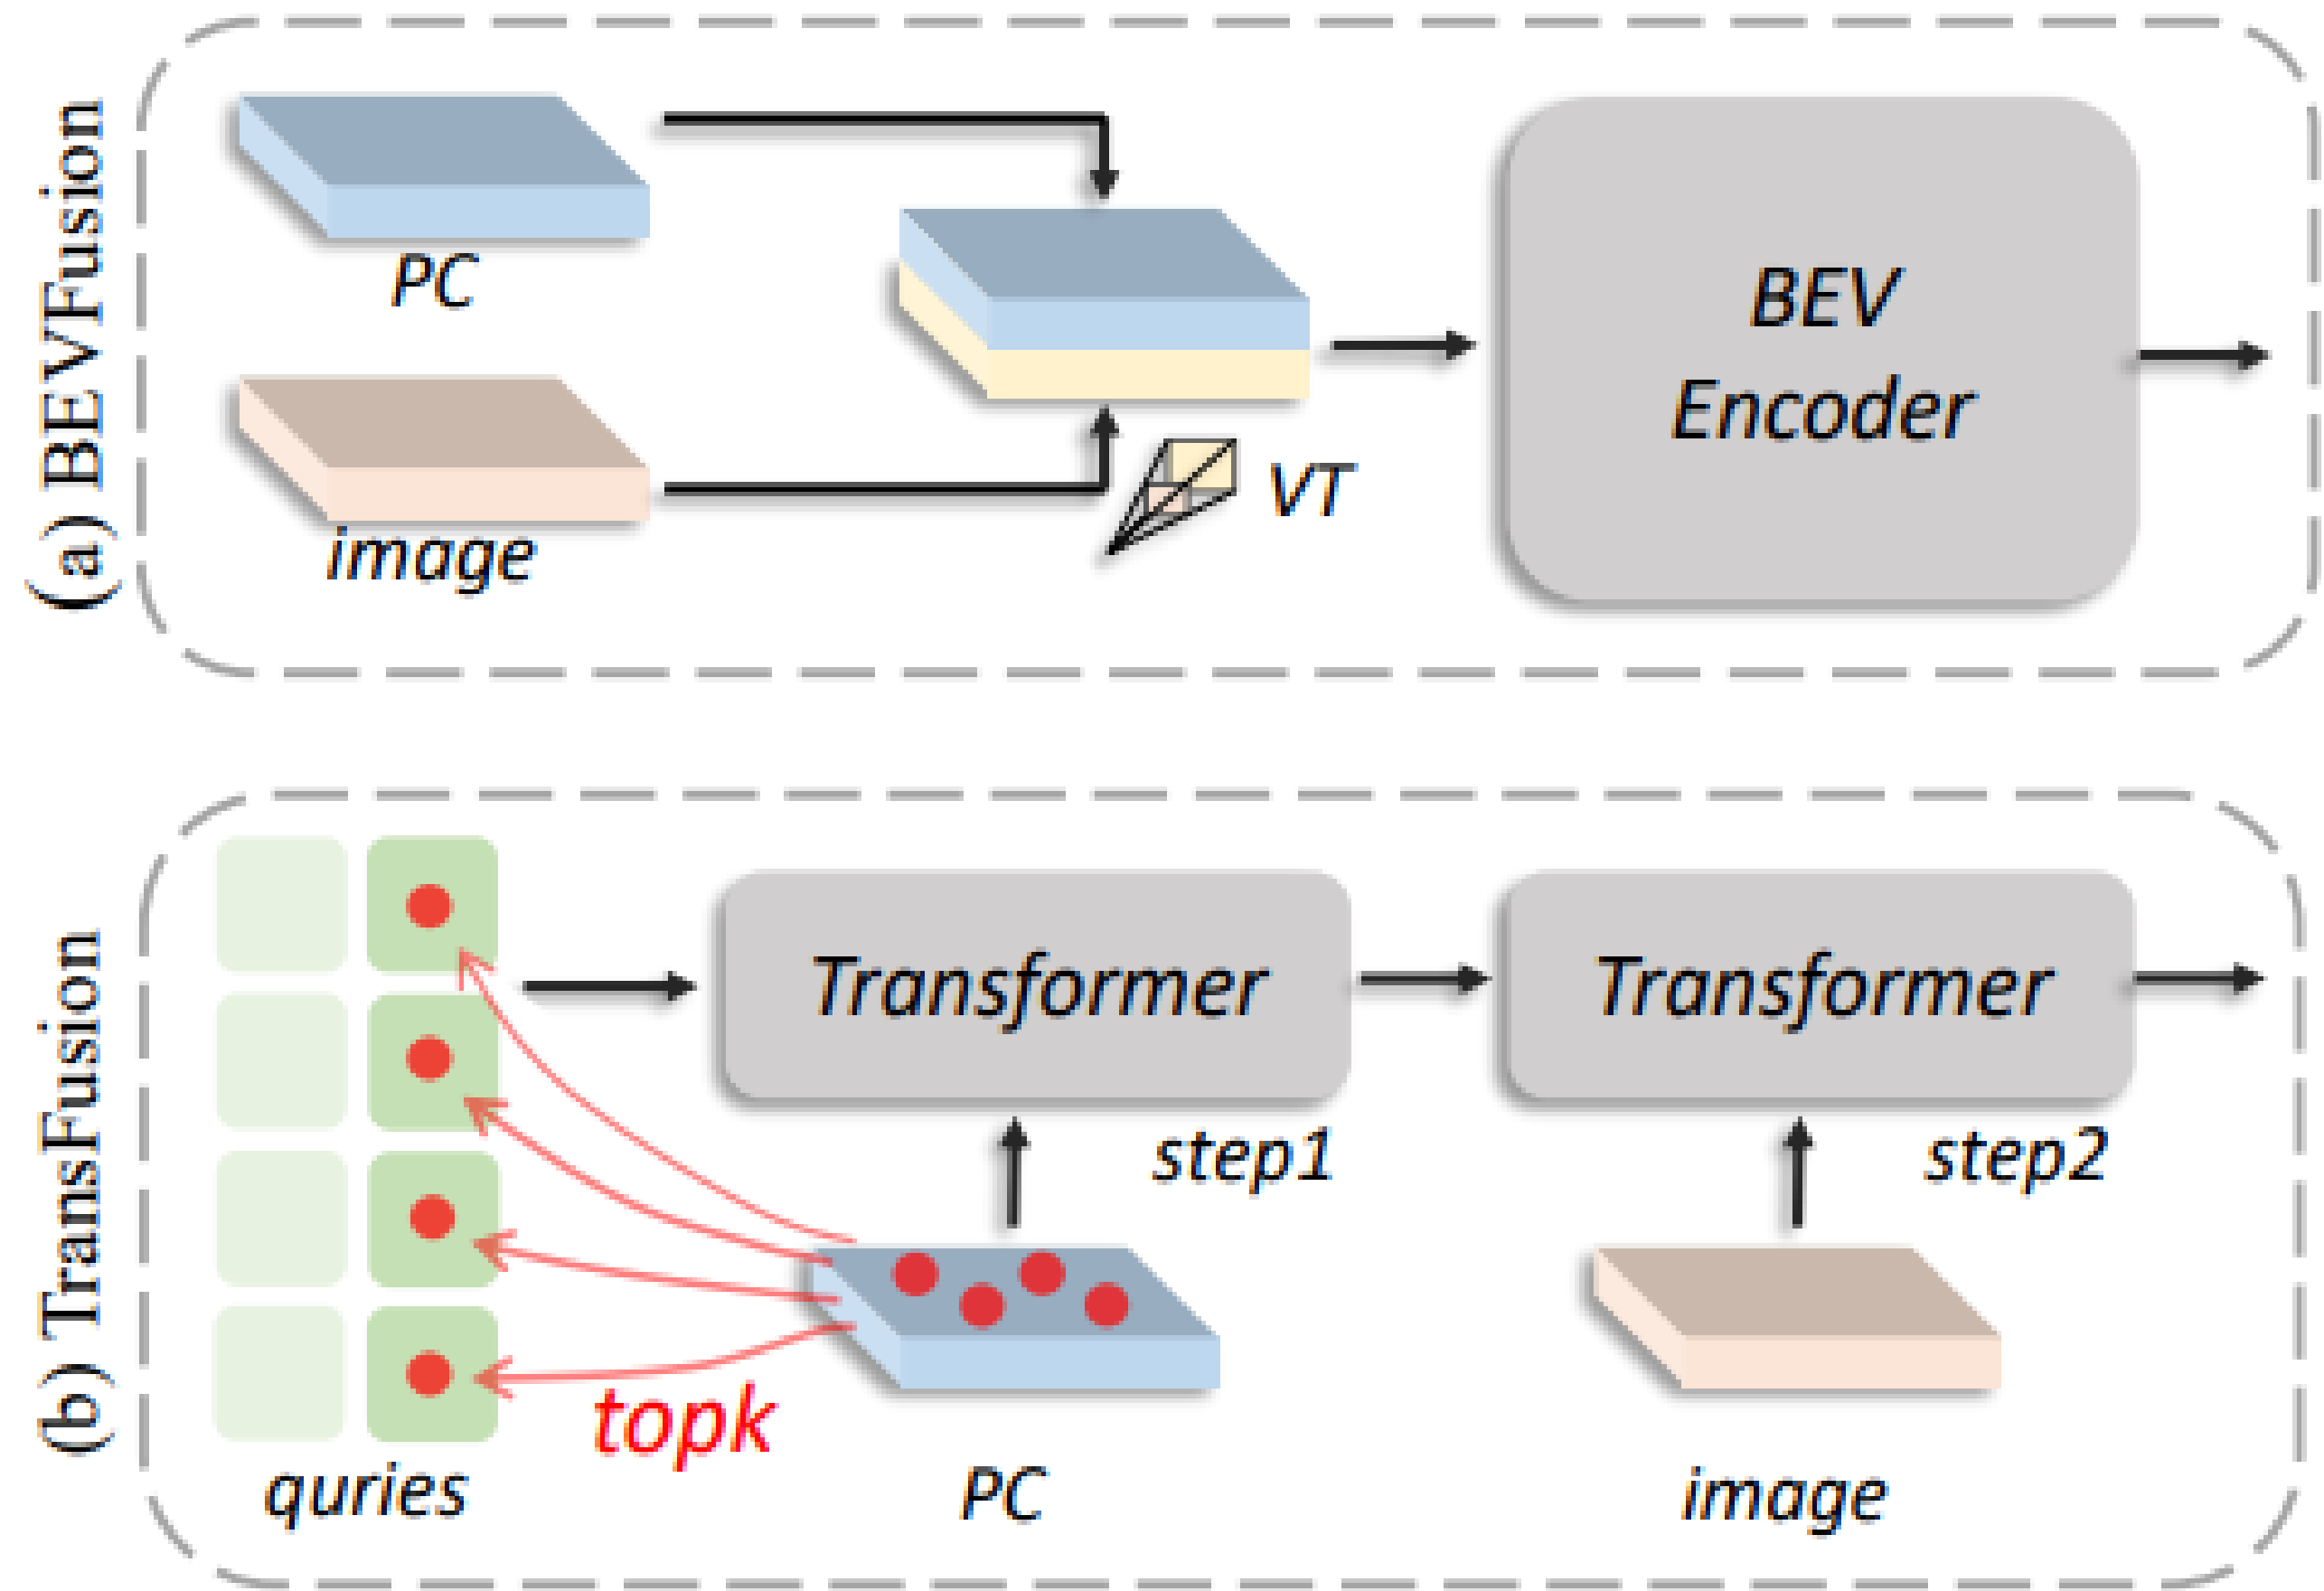 (a) BEVFusion
PC
image
VT
BEV
Encoder
(b) TransFusion
Transformer
Transformer
step1
step2
topk
quries
PC
image